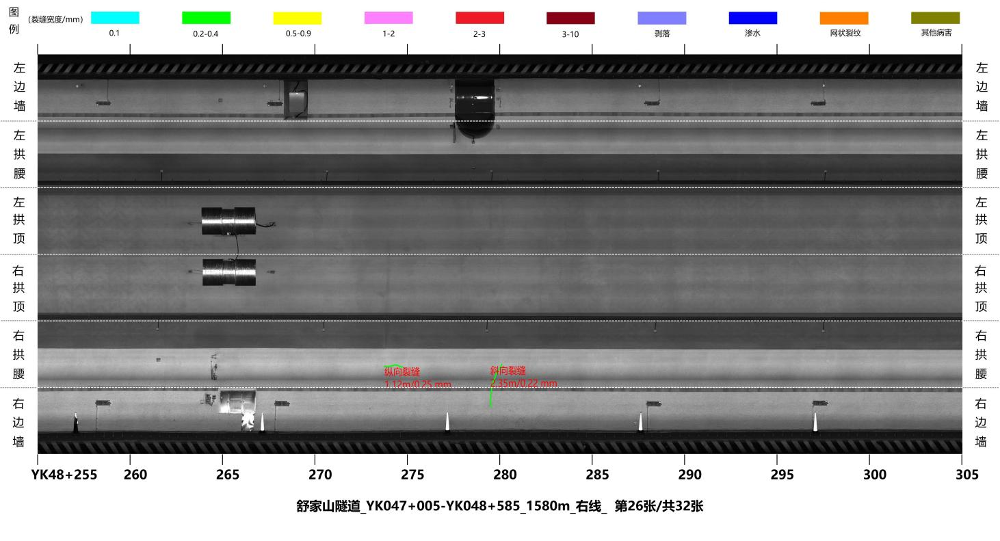 图例
(裂缝宽度/mm)
0.1
0.2-0.4
0.5-0.9
1-2
2-3
3-10
剥落
渗水
网状裂纹
其他病害
左边墙
左边墙
左拱腰
左拱腰
左拱顶
左拱顶
右拱顶
右拱顶
右拱腰
右拱腰
纵向裂缝
1.12m/0.25 mm
斜向裂缝
2.35m/0.22 mm
右边墙
右边墙
YK48+255 260 265 270 275 280 285 290 295 300 305
舒家山隧道_YK047+005-YK048+585_1580m_右线_ 第26张/共32张